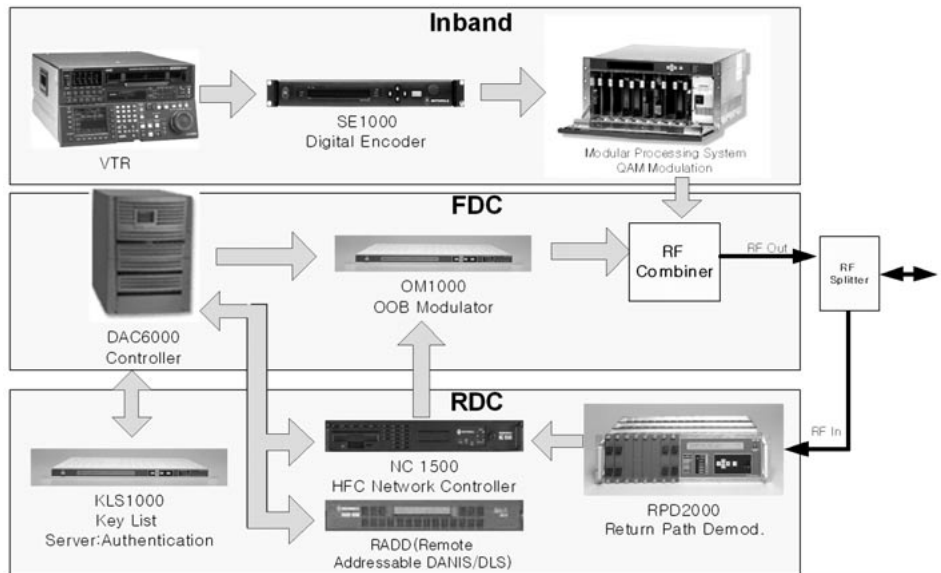 Inband
VTR
SE1000
Digital Encoder
Modular Processing System
QAM Modulation
FDC
DAC6000
Controller
OM1000
OOB Modulator
RF
Combiner
RF Out
RF
Splitter
RDC
RF In
KLS1000
Key List
Server:Authentication
NC 1500
HFC Network Controller
RADD(Remote
Addressable DANIS/DLS)
RPD2000
Return Path Demod.